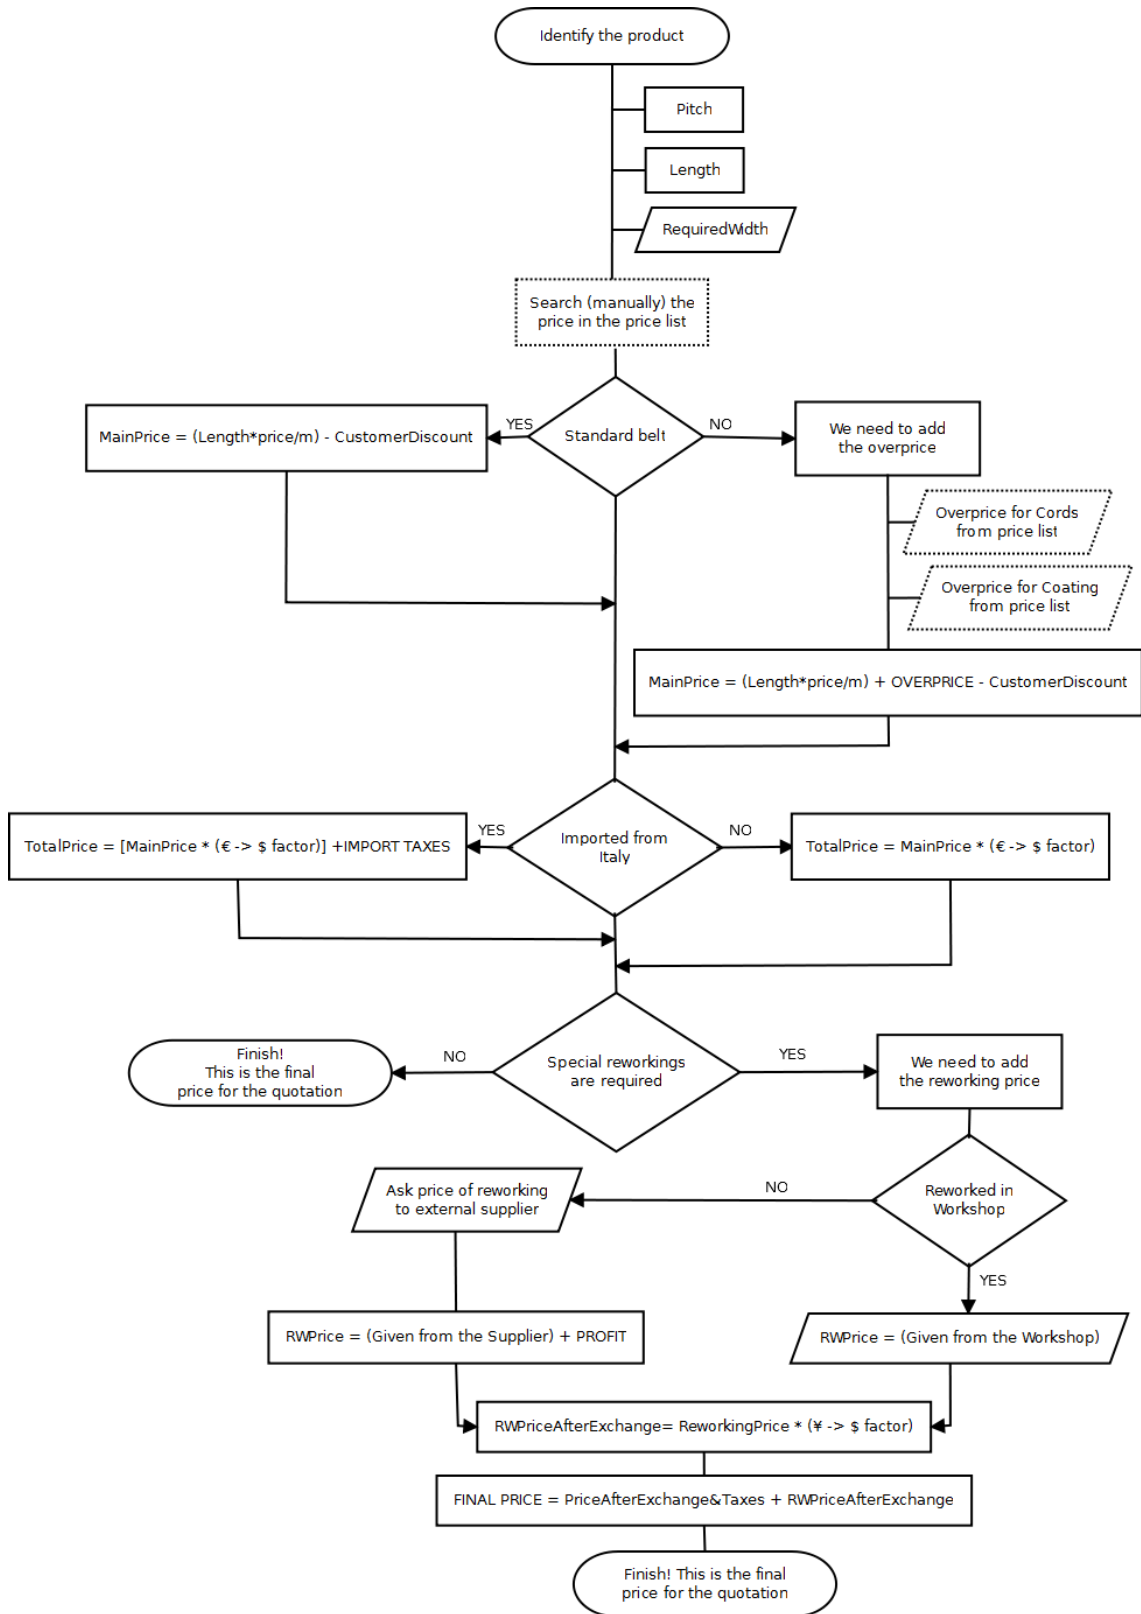 Identify the product
Pitch
Length
RequiredWidth
Search (manually) the
price in the price list
Standard belt
YES
NO
MainPrice = (Length*price/m) - CustomerDiscount
We need to add
the overprice
Overprice for Cords
from price list
Overprice for Coating
from price list
MainPrice = (Length*price/m) + OVERPRICE - CustomerDiscount
Imported from
Italy
YES
NO
TotalPrice = [MainPrice * (€ -> $ factor)] +IMPORT TAXES
TotalPrice = MainPrice * (€ -> $ factor)
Special reworkings
are required
NO
YES
Finish!
This is the final
price for the quotation
We need to add
the reworking price
Reworked in
Workshop
NO
YES
Ask price of reworking
to external supplier
RWPrice = (Given from the Supplier) + PROFIT
RWPrice = (Given from the Workshop)
RWPriceAfterExchange= ReworkingPrice * (¥ -> $ factor)
FINAL PRICE = PriceAfterExchange&Taxes + RWPriceAfterExchange
Finish! This is the final
price for the quotation